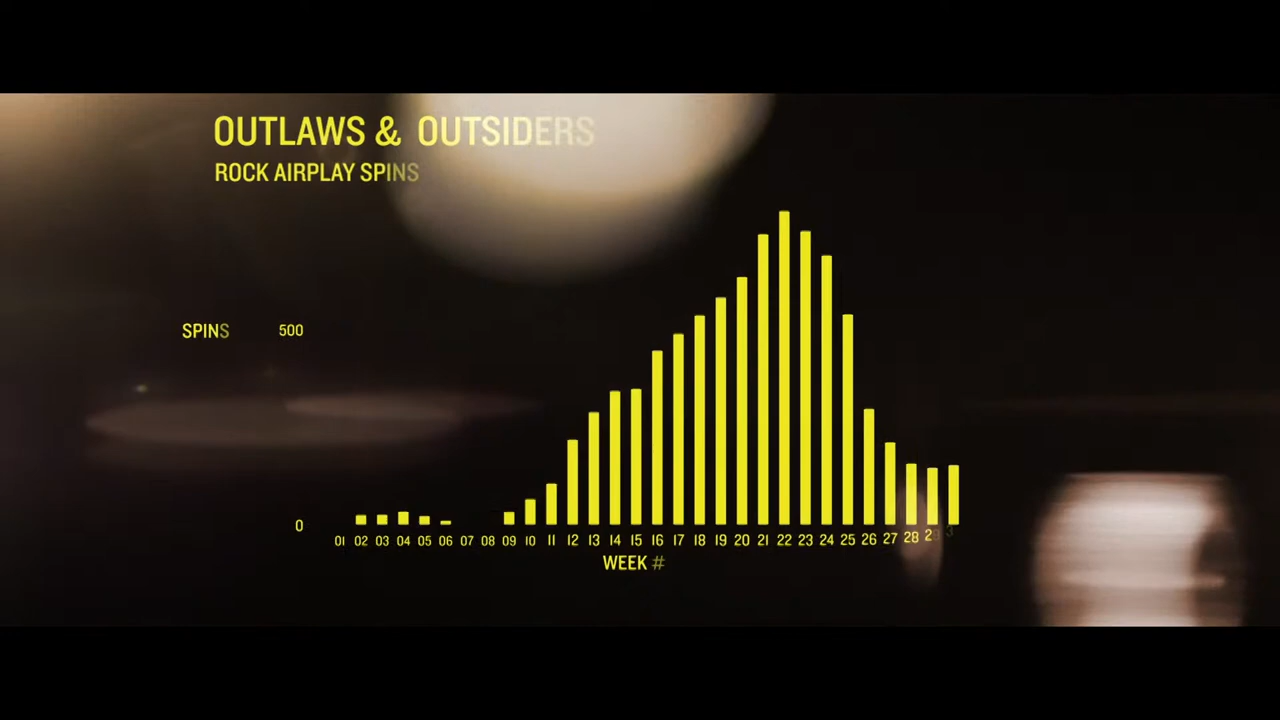 OUTLAWS & OUTSIDERS
ROCK AIRPLAY SPINS
SPINS 500
0
01 02 03 04 05 06 07 08 09 10 11 12 13 14 15 16 17 18 19 20 21 22 23 24 25 26 27 28
WEEK #